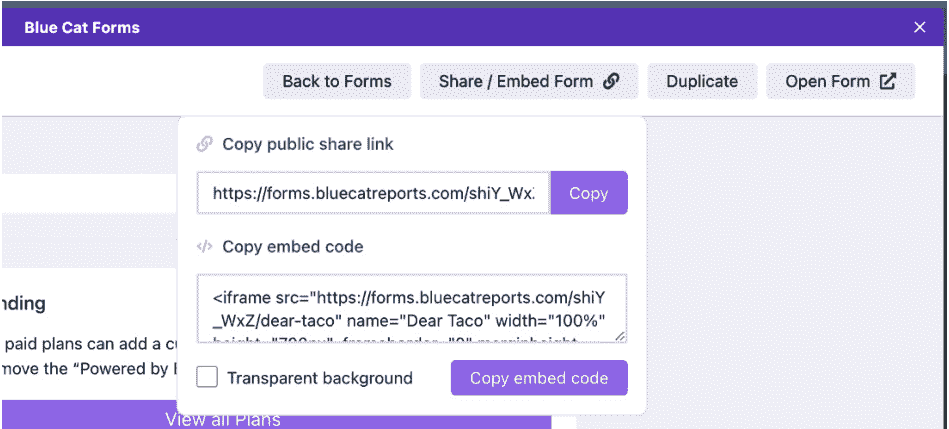 Blue Cat Forms
Back to Forms
Share / Embed Form
Duplicate
Open Form
Copy public share link
https://forms.bluecatreports.com/shiY_WxZ
Copy
</> Copy embed code
<iframe src="https://forms.bluecatreports.com/shiY
_WxZ/dear-taco" name="Dear Taco" width="100%"
Transparent background
Copy embed code
nding
paid plans can add a cu
move the “Powered by
View all Plans